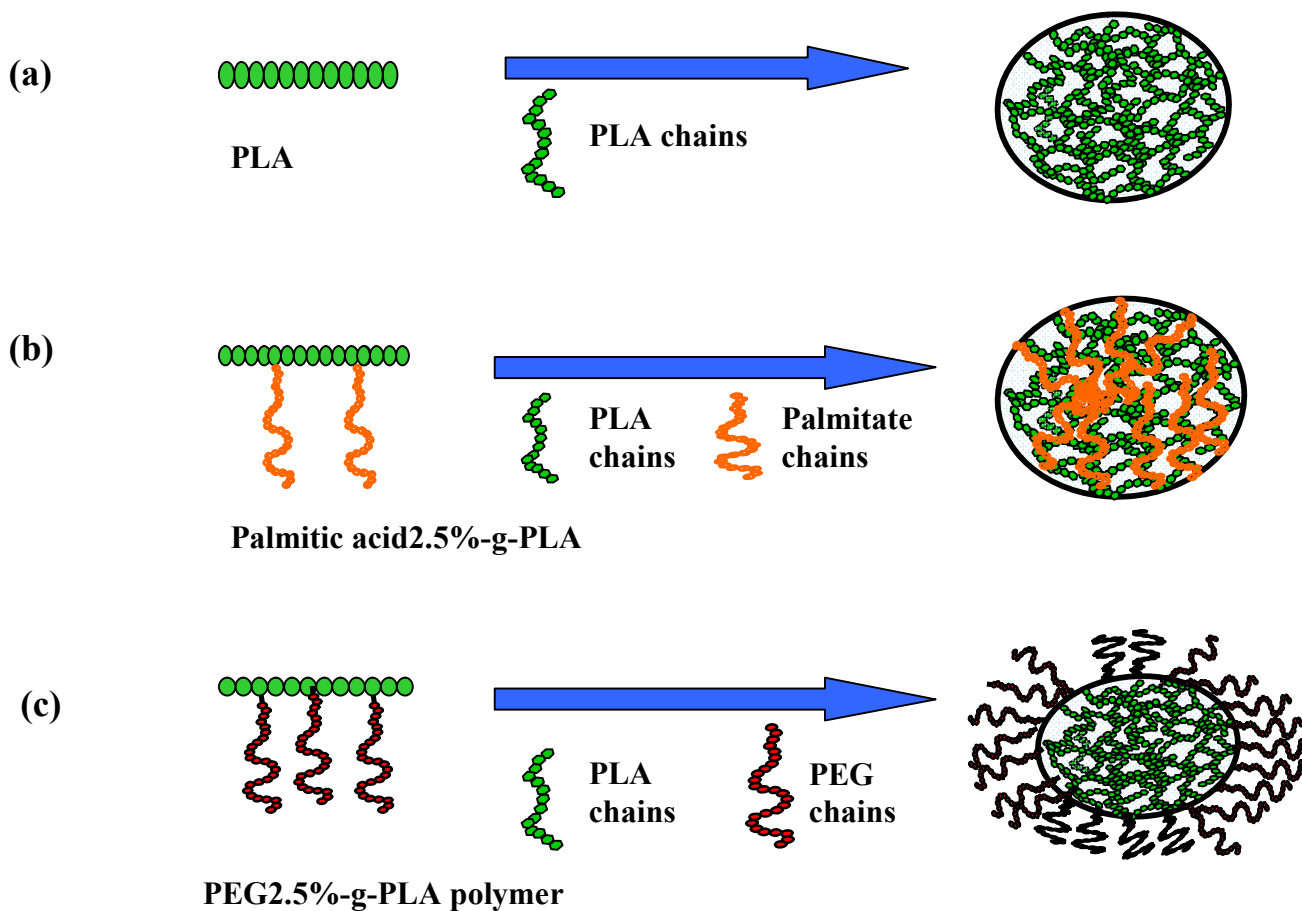 (a)
PLA
PLA chains
(b)
PLA
chains
Palmitate
chains
Palmitic acid2.5%-g-PLA
(c)
PLA
chains
PEG
chains
PEG2.5%-g-PLA polymer